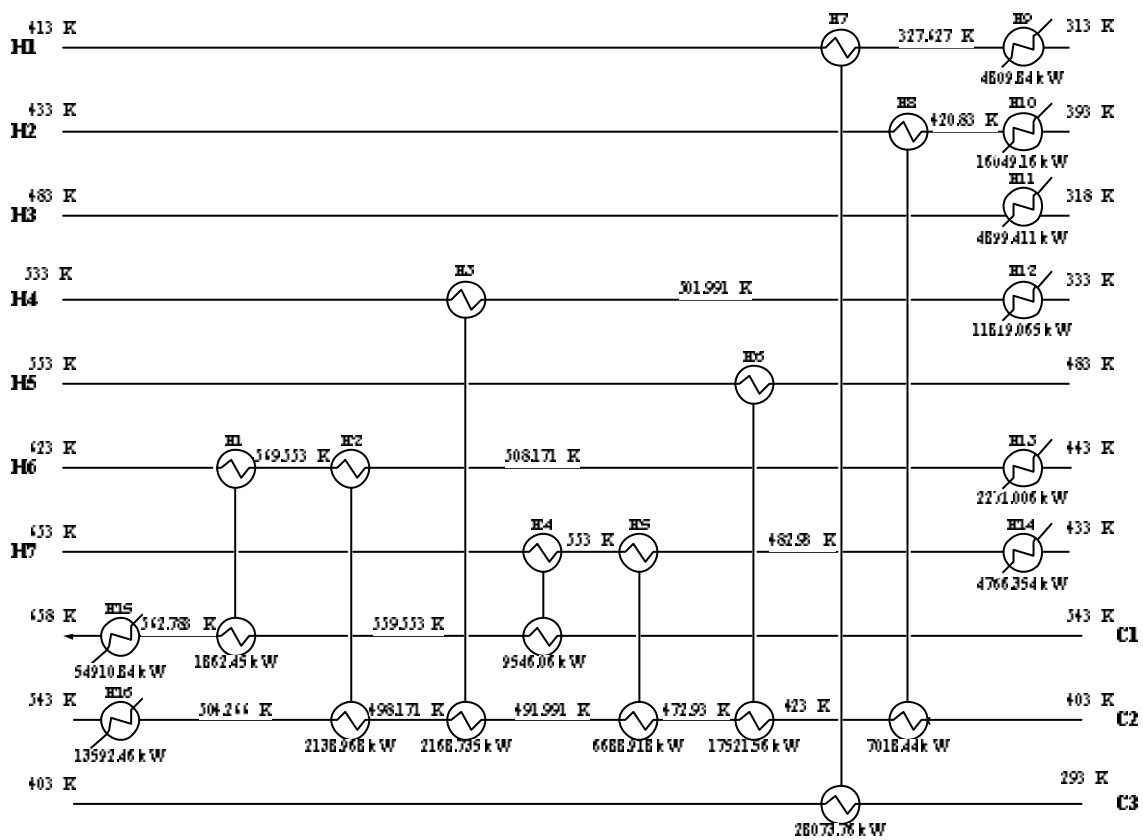 413 K H7 327.627 K H9 313 K
H1
4809.84 kW
433 K H8 420.83 K H10 393 K
H2
16049.16 kW
483 K H11 318 K
H3
4899.411 kW
533 K H3 501.991 K H12 333 K
H4
11819.065 kW
553 K H6 483 K
H5
623 K H1 569.553 K H2 508.171 K H13 443 K
H6
2271.006 kW
653 K H4 553 K H5 482.93 K H14 433 K
H7
4766.354 kW
658 K H15 562.783 K 559.553 K 543 K
C1
54910.84 kW 1862.45 kW 9546.06 kW
543 K H16 504.266 K 498.171 K 491.991 K 472.93 K 423 K 403 K
C2
13592.46 kW 2138.968 kW 2168.735 kW 6688.918 kW 17521.56 kW 7018.44 kW
403 K 293 K
C3
28073.76 kW